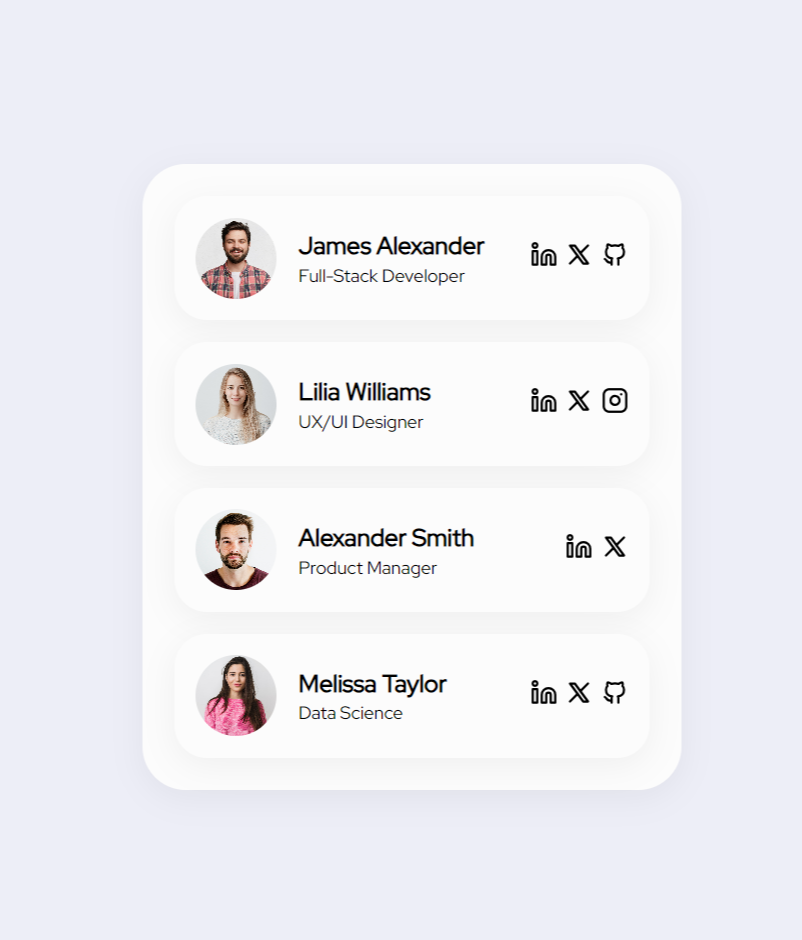 James Alexander
Full-Stack Developer
Lilia Williams
UX/UI Designer
Alexander Smith
Product Manager
Melissa Taylor
Data Science